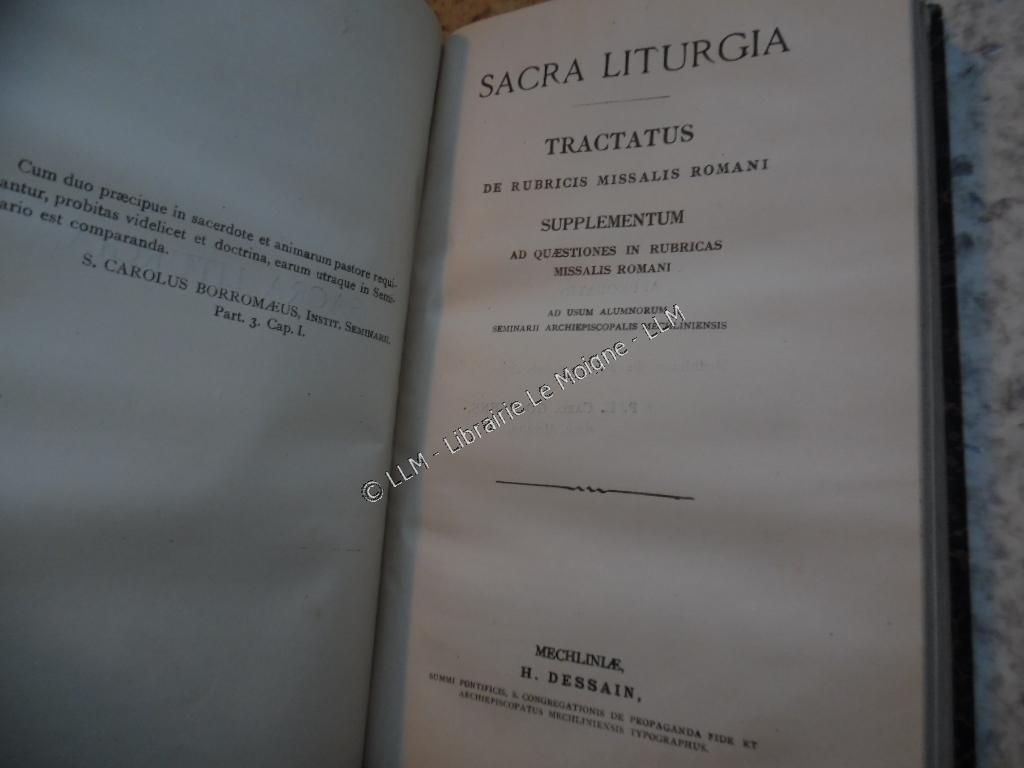 Cum duo præcipue in sacerdote et animarum pastore requi-
antur, probitas videlicet et doctrina, earum utraque in Semi-
ario est comparanda.
S. CAROLUS BORROMÆUS, INSTIT. SEMINARII.
Part. 3. Cap. I.
SACRA LITURGIA
TRACTATUS
DE RUBRICIS MISSALIS ROMANI
SUPPLEMENTUM
AD QUÆSTIONES IN RUBRICAS
MISSALIS ROMANI
AD USUM ALUMNORUM
SEMINARII ARCHIEPISCOPALIS MECHLINIENSIS
© LLM - Librairie Le Moigne - LLM
MECHLINIÆ,
H. DESSAIN,
SUMMI PONTIFICIS, S. CONGREGATIONIS DE PROPAGANDA FIDE ET
ARCHIEPISCOPATUS MECHLINIENSIS TYPOGRAPHUS.